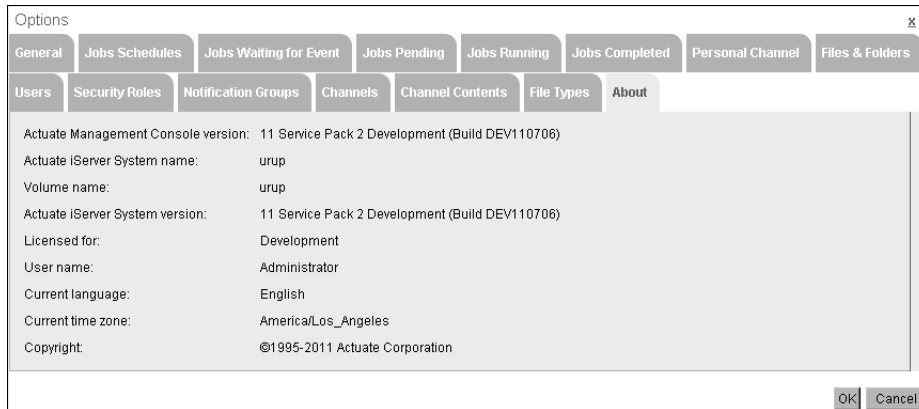 Options x
General Jobs Schedules Jobs Waiting for Event Jobs Pending Jobs Running Jobs Completed Personal Channel Files & Folders
Users Security Roles Notification Groups Channels Channel Contents File Types About
Actuate Management Console version: 11 Service Pack 2 Development (Build DEV110706)
Actuate iServer System name: urup
Volume name: urup
Actuate iServer System version: 11 Service Pack 2 Development (Build DEV110706)
Licensed for: Development
User name: Administrator
Current language: English
Current time zone: America/Los_Angeles
Copyright: ©1995-2011 Actuate Corporation
OK Cancel